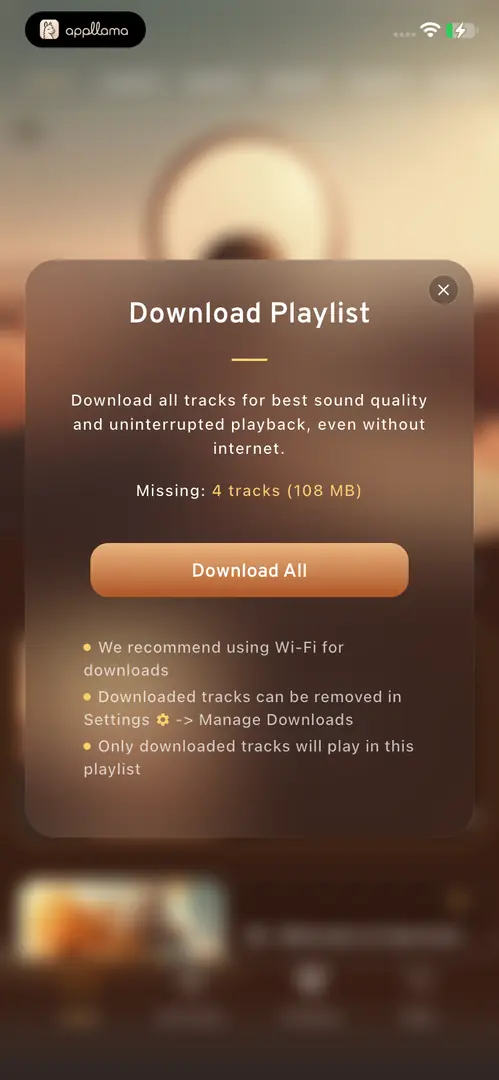 appllama
Download Playlist
Download all tracks for best sound quality
and uninterrupted playback, even without
internet.
Missing: 4 tracks (108 MB)
Download All
• We recommend using Wi-Fi for
downloads
• Downloaded tracks can be removed in
Settings -> Manage Downloads
• Only downloaded tracks will play in this
playlist